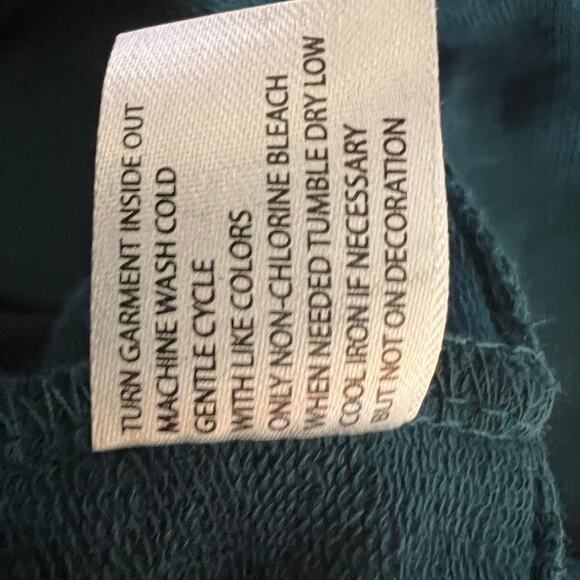 TURN GARMENT INSIDE OUT
MACHINE WASH COLD
GENTLE CYCLE
WITH LIKE COLORS
ONLY NON-CHLORINE BLEACH
WHEN NEEDED TUMBLE DRY LOW
COOL IRON IF NECESSARY
BUT NOT ON DECORATION